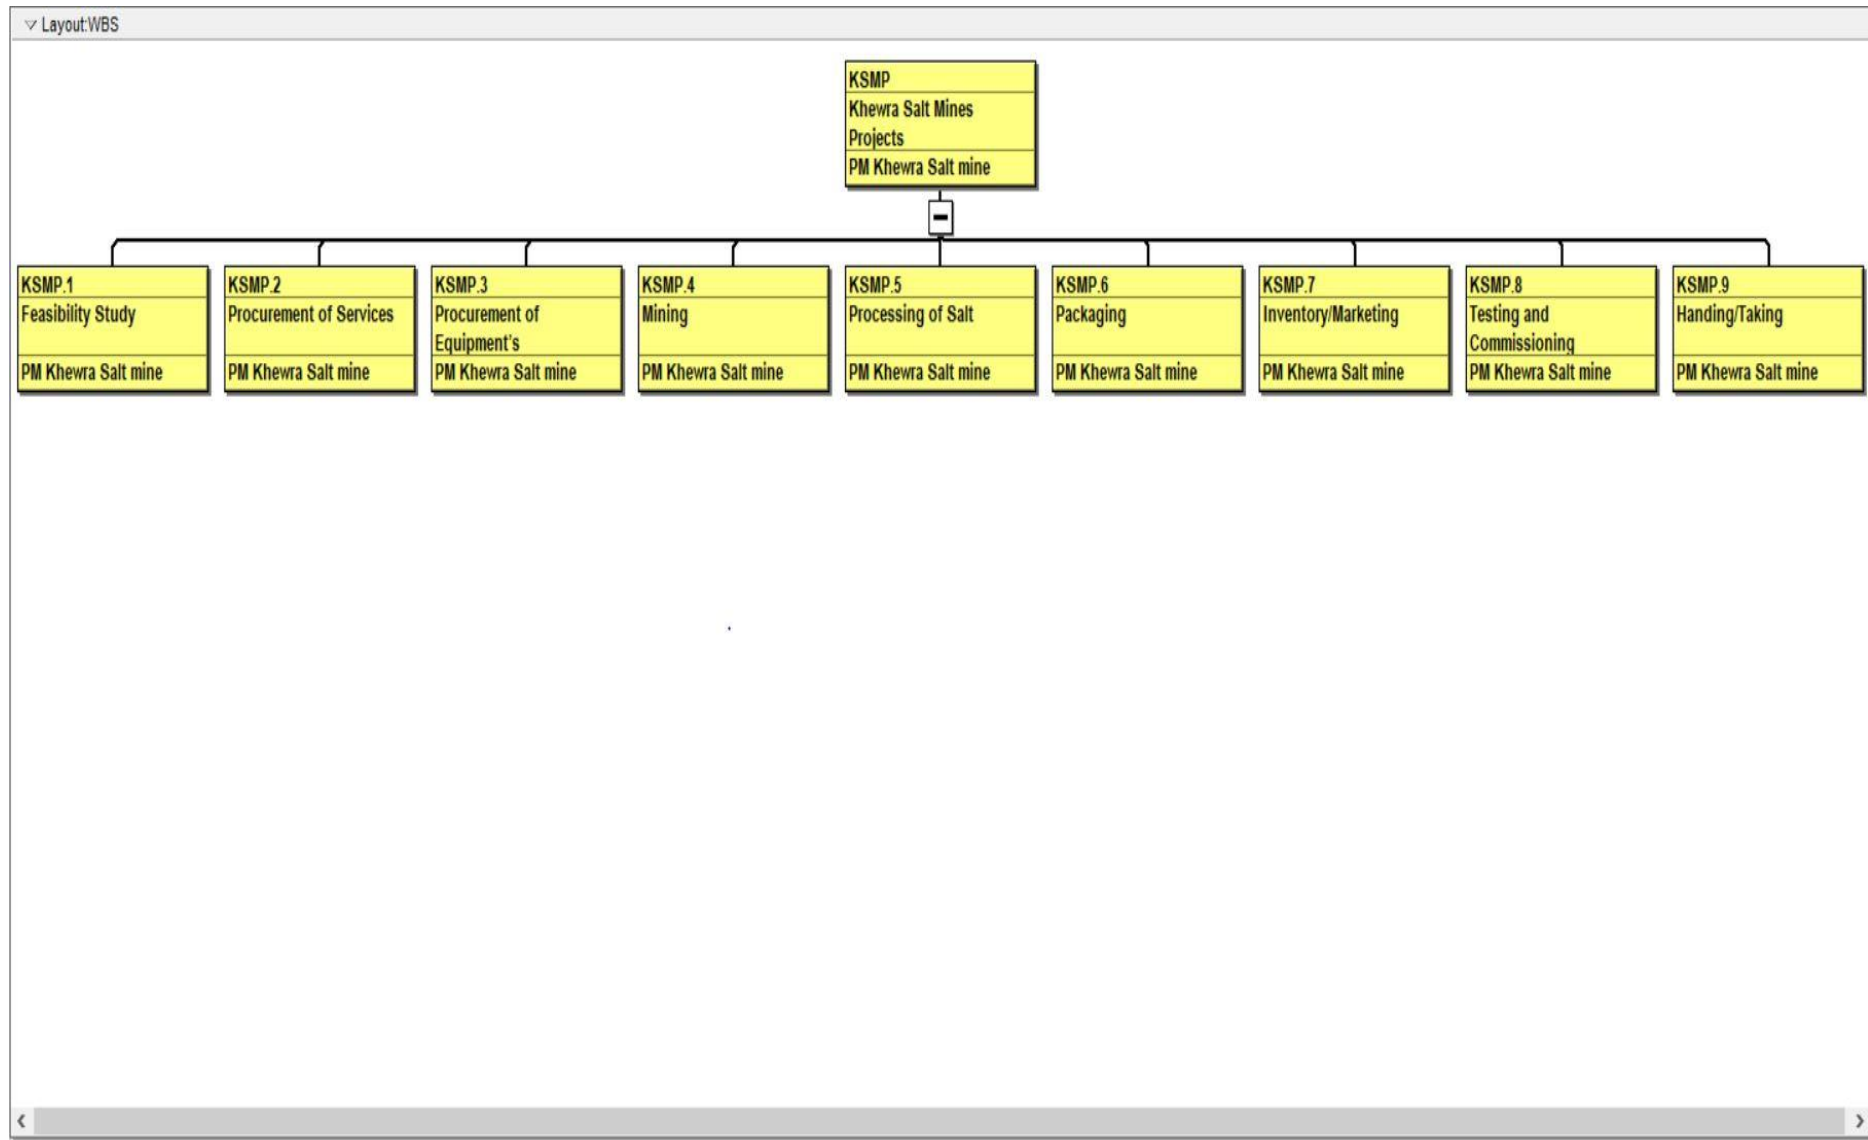 Layout:WBS
KSMP
Khewra Salt Mines
Projects
PM Khewra Salt mine
KSMP.1
Feasibility Study
PM Khewra Salt mine
KSMP.2
Procurement of Services
PM Khewra Salt mine
KSMP.3
Procurement of
Equipment's
PM Khewra Salt mine
KSMP.4
Mining
PM Khewra Salt mine
KSMP.5
Processing of Salt
PM Khewra Salt mine
KSMP.6
Packaging
PM Khewra Salt mine
KSMP.7
Inventory/Marketing
PM Khewra Salt mine
KSMP.8
Testing and
Commissioning
PM Khewra Salt mine
KSMP.9
Handing/Taking
PM Khewra Salt mine